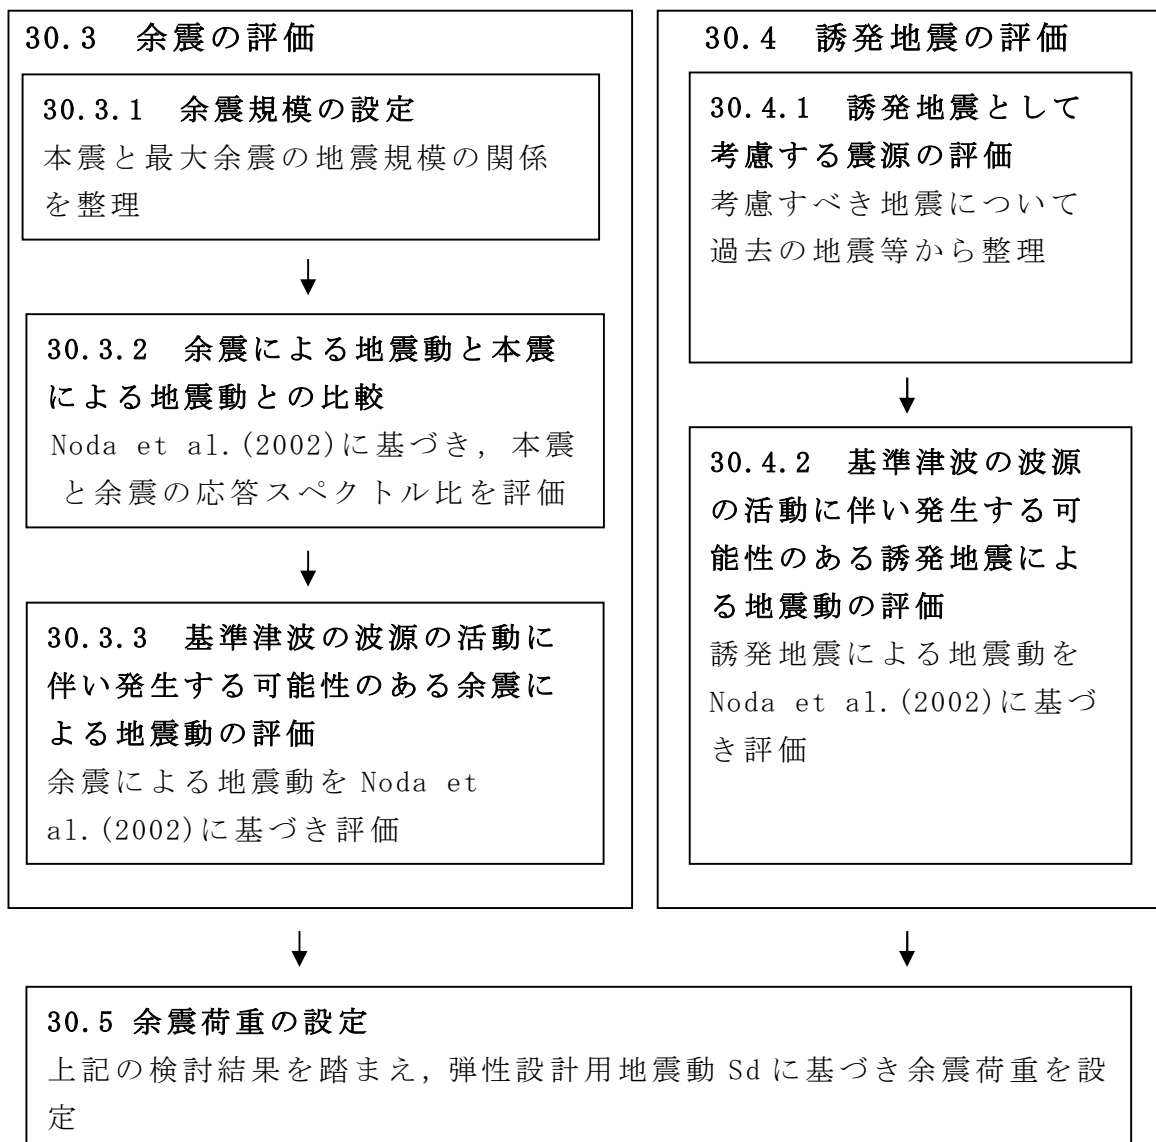 30.3 余震の評価
30.3.1 余震規模の設定
本震と最大余震の地震規模の関係
を整理
↓
30.3.2 余震による地震動と本震
による地震動との比較
Noda et al.(2002)に基づき，本震
と余震の応答スペクトル比を評価
↓
30.3.3 基準津波の波源の活動に
伴い発生する可能性のある余震に
よる地震動の評価
余震による地震動を Noda et
al.(2002)に基づき評価
↓
30.4 誘発地震の評価
30.4.1 誘発地震として
考慮する震源の評価
考慮すべき地震について
過去の地震等から整理
↓
30.4.2 基準津波の波源
の活動に伴い発生する可
能性のある誘発地震によ
る地震動の評価
誘発地震による地震動を
Noda et al.(2002)に基づ
き評価
↓
30.5 余震荷重の設定
上記の検討結果を踏まえ，弾性設計用地震動 Sd に基づき余震荷重を設
定